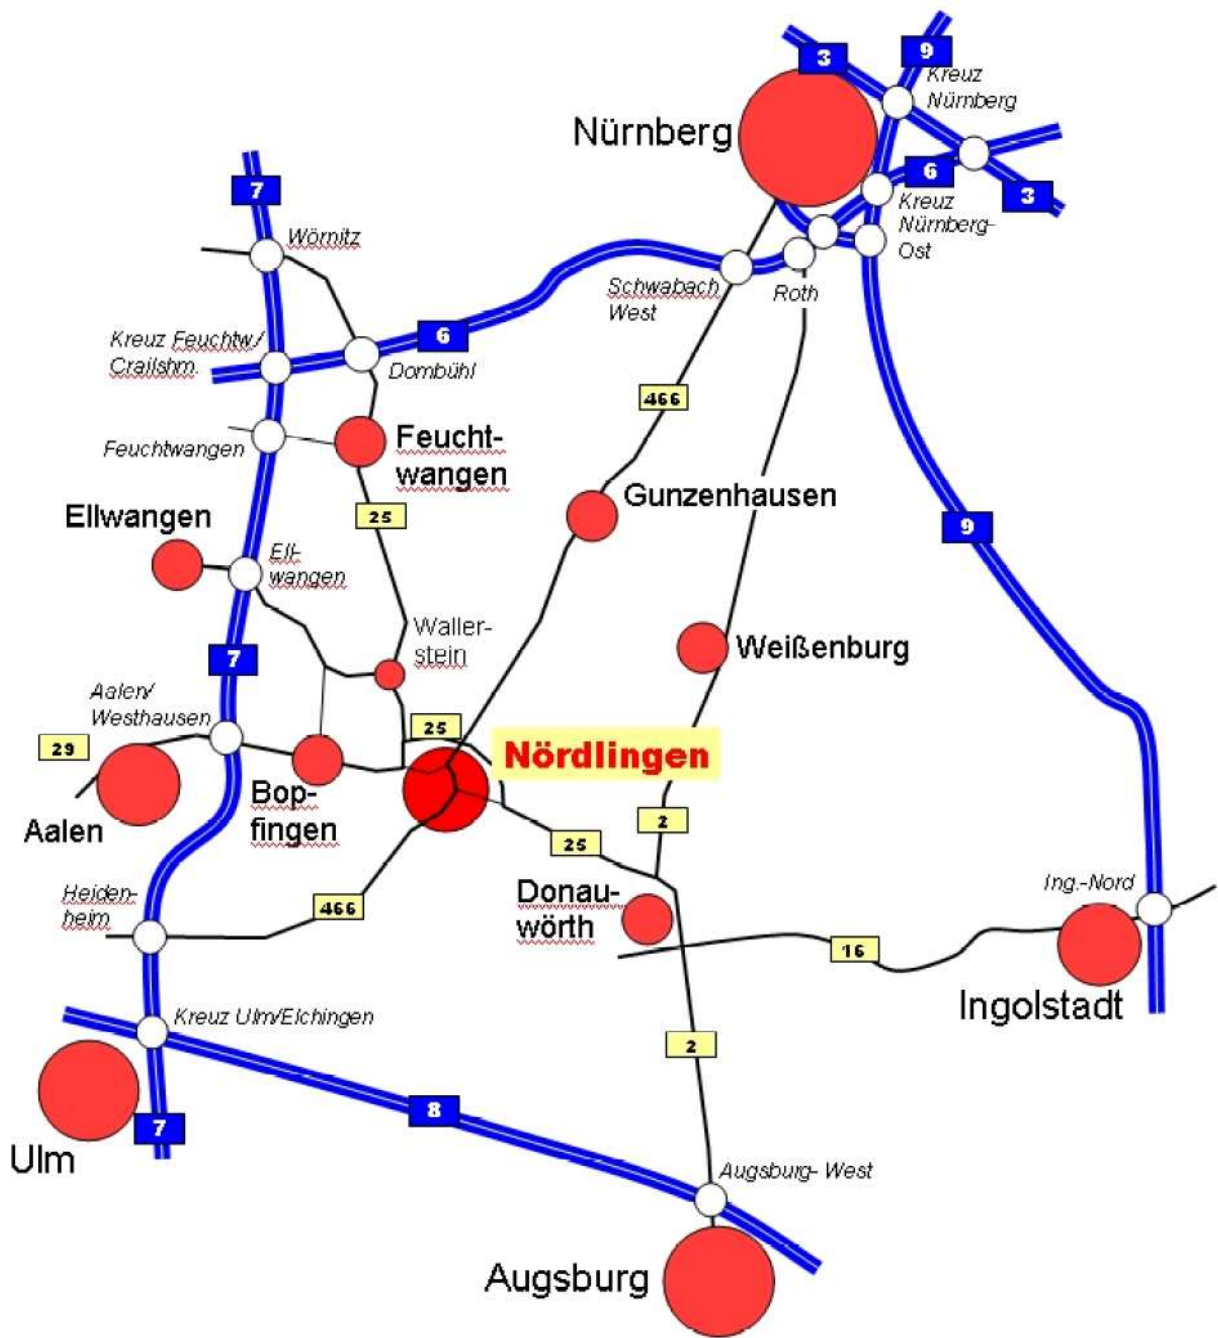 9
3
Kreuz
Nürnberg
Nürnberg
6
7
3
Kreuz
Nürnberg-
Ost
Wörnitz
Schwabach
West
Roth
Kreuz Feuchtw./
Crailshm.
6
Dombühl
466
Feuchtwangen
Feucht-
wangen
Gunzenhausen
Ellwangen
25
9
Ell-
wangen
Waller-
stein
Weißenburg
7
Aalen/
Westhausen
29
25
Nördlingen
Bop-
fingen
Aalen
2
25
Heiden-
heim
466
Donau-
wörth
Ing.-Nord
16
Ingolstadt
Kreuz Ulm/Elchingen
2
8
7
Ulm
Augsburg- West
Augsburg